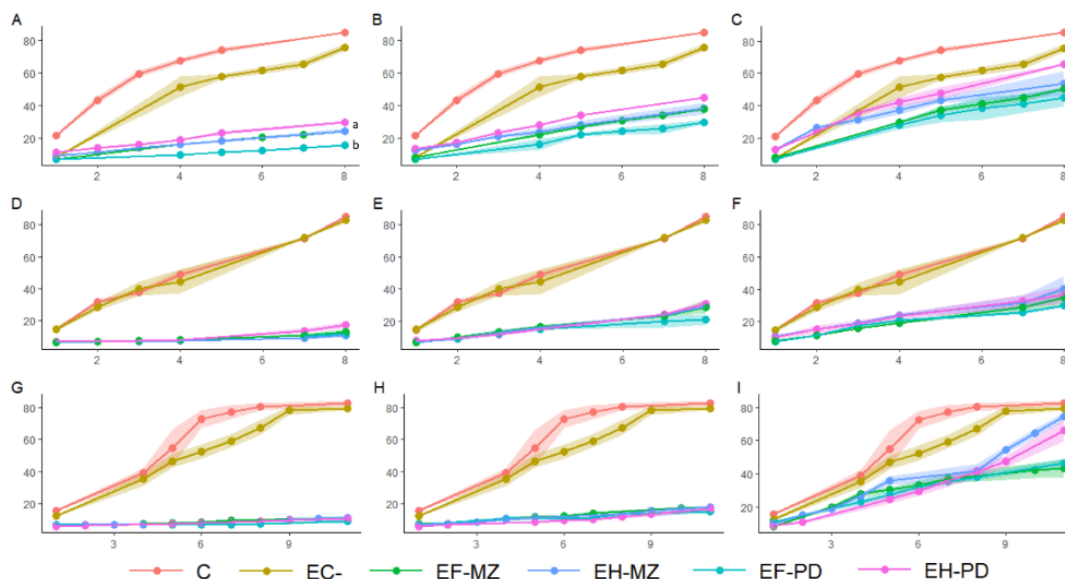 A B C
80 80 80
60 60 60
40 40 40
20 20 20
a
b
2 4 6 8 2 4 6 8 2 4 6 8
D E F
80 80 80
60 60 60
40 40 40
20 20 20
2 4 6 8 2 4 6 8 2 4 6 8
G H I
80 80 80
60 60 60
40 40 40
20 20 20
3 6 9 3 6 9 3 6 9
C EC- EF-MZ EH-MZ EF-PD EH-PD